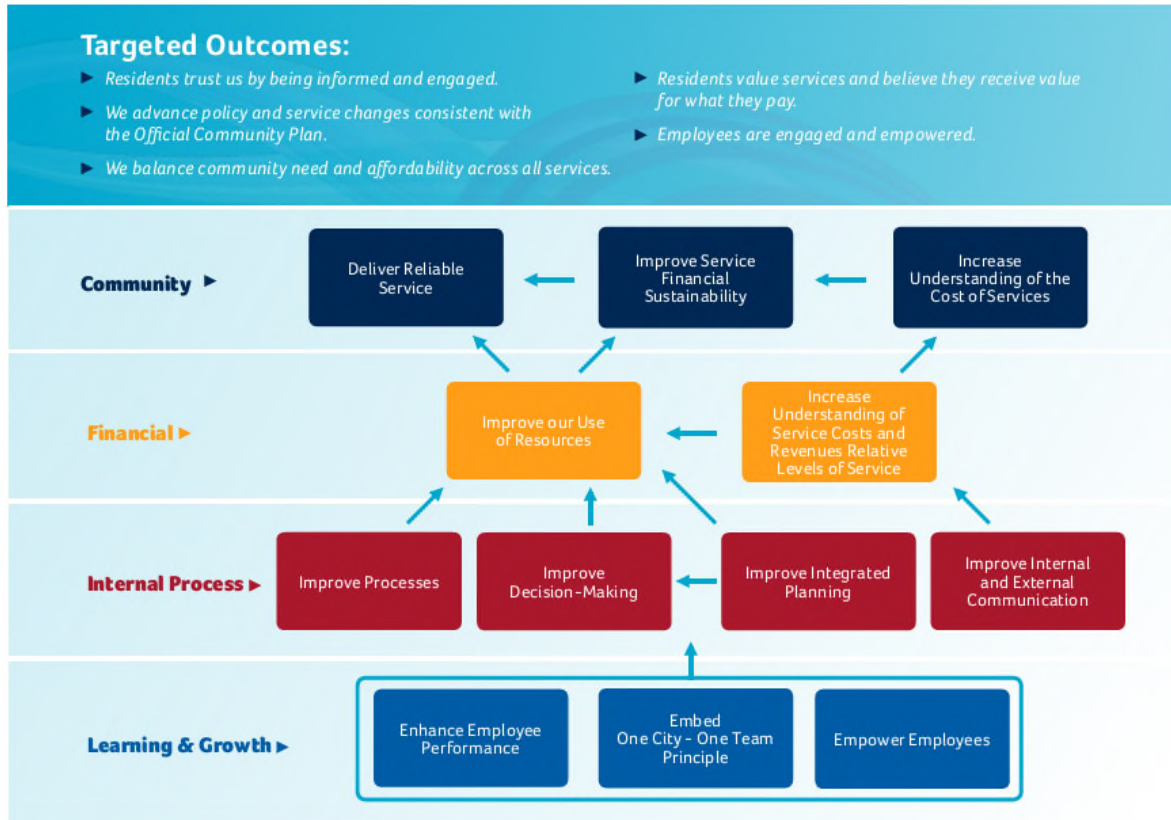 Targeted Outcomes:
► Residents trust us by being informed and engaged.
► We advance policy and service changes consistent with
the Official Community Plan.
► We balance community need and affordability across all services.
► Residents value services and believe they receive value
for what they pay.
► Employees are engaged and empowered.
Community ►
Deliver Reliable
Service
Improve Service
Financial
Sustainability
Increase
Understanding of the
Cost of Services
Financial ►
Improve our Use
of Resources
Increase
Understanding of
Service Costs and
Revenues Relative
Levels of Service
Internal Process ►
Improve Processes
Improve
Decision-Making
Improve Integrated
Planning
Improve Internal
and External
Communication
Learning & Growth ►
Enhance Employee
Performance
Embed
One City - One Team
Principle
Empower Employees